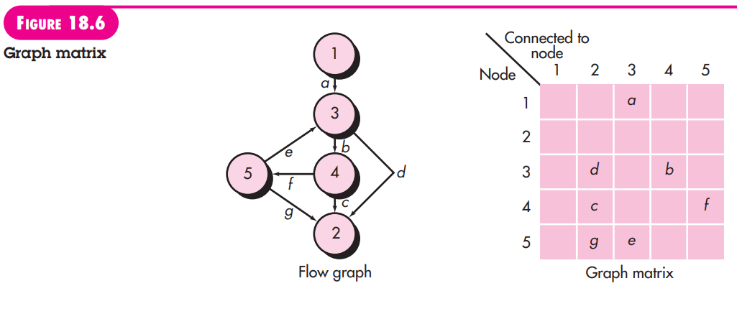 FIGURE 18.6
Graph matrix
1
a
3
e
b
5
4
d
f
g
c
2
Flow graph
Connected to
node
Node
1 2 3 4 5
1 a
2
3 d b
4 c f
5 g e
Graph matrix